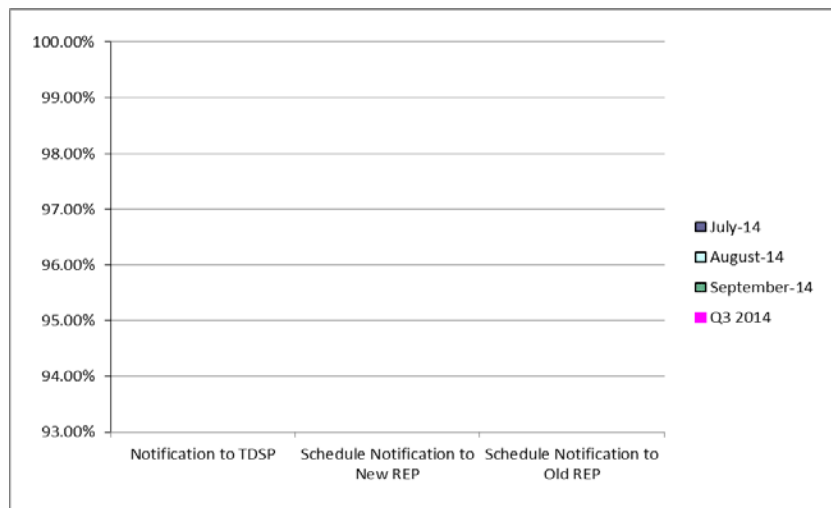 100.00%
99.00%
98.00%
97.00%
96.00%
95.00%
94.00%
93.00%
Notification to TDSP
Schedule Notification to
New REP
Schedule Notification to
Old REP
July-14
August-14
September-14
Q3 2014